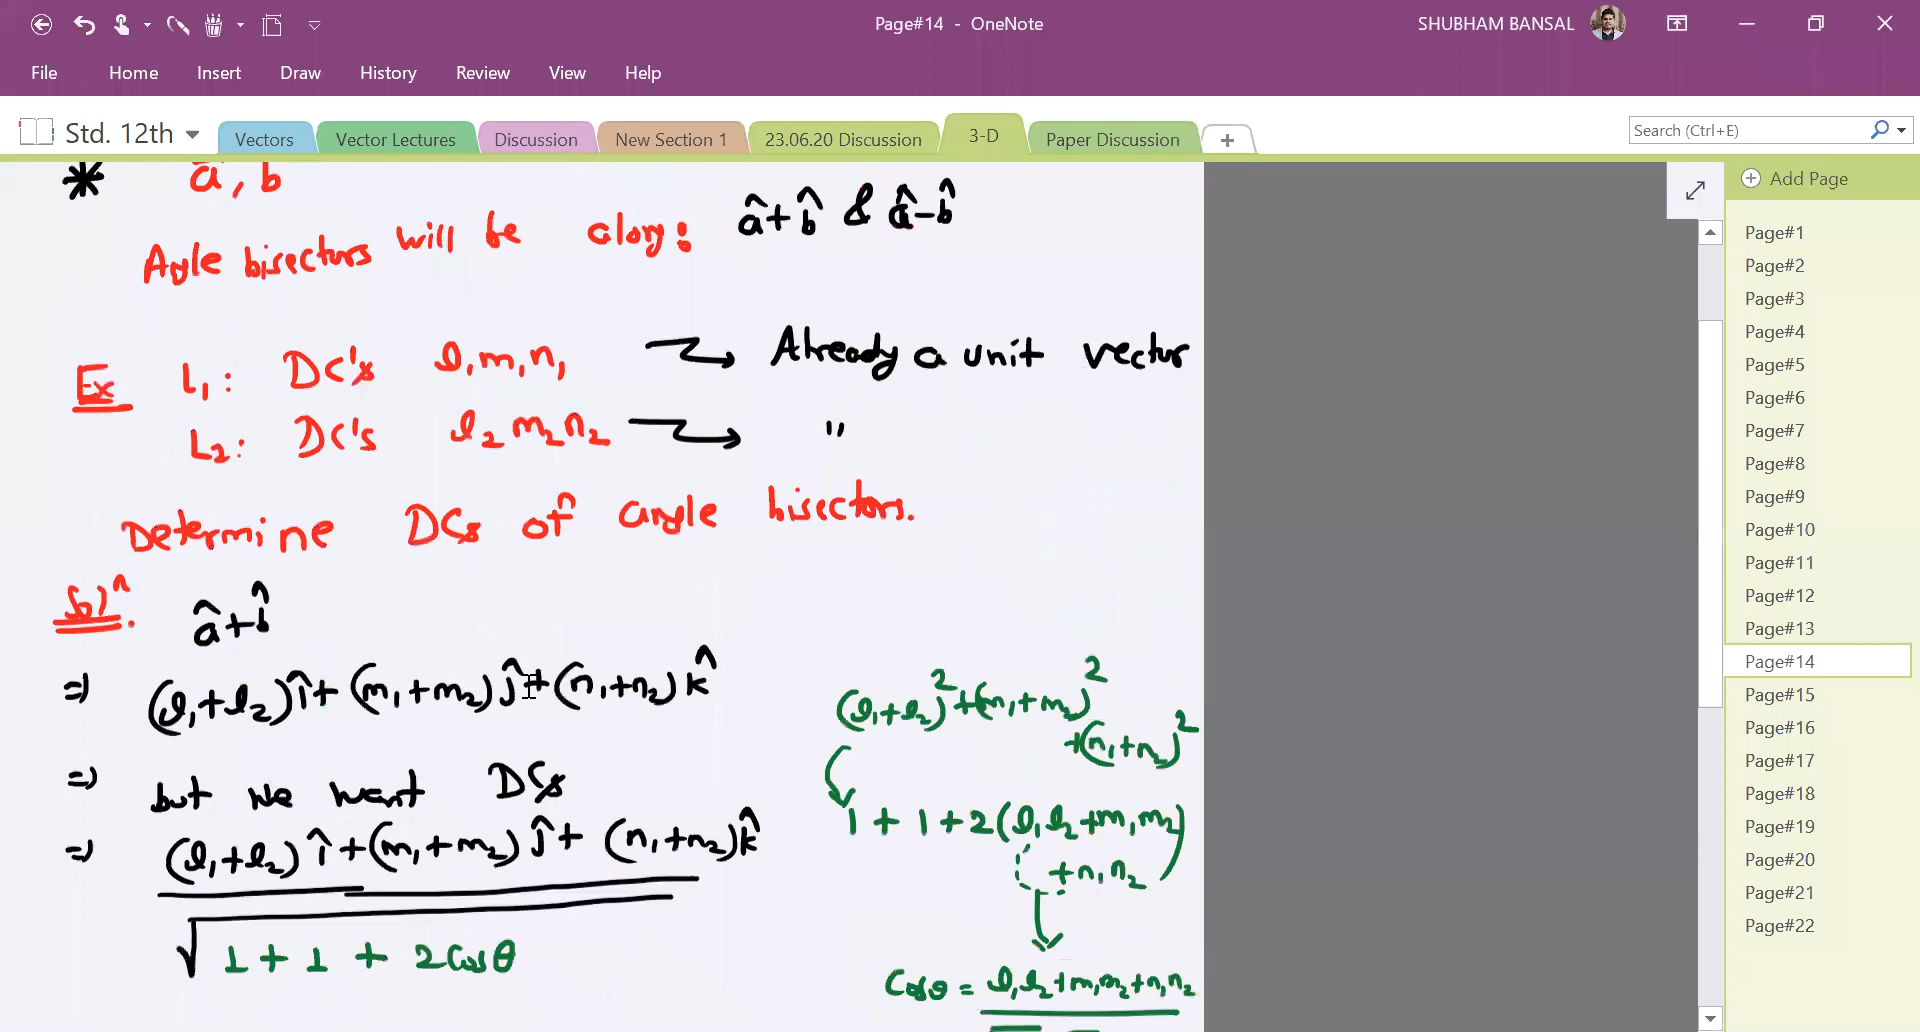 Page#14 - OneNote
SHUBHAM BANSAL
File Home Insert Draw History Review View Help
Std. 12th
Vectors
Vector Lectures
Discussion
New Section 1
23.06.20 Discussion
3-D
Paper Discussion
+
Search (Ctrl+E)
* a̅, b
Agle bisectors will be along: â+b̂ & â-b̂
Ex L₁: DC's l₁m₁n₁ → Already a unit vector
L₂: DC's l₂m₂n₂ → "
Determine DCs of angle bisectors.
Solⁿ. â+b̂
⇒ (l₁+l₂)î+(m₁+m₂)ĵ+(n₁+n₂)k̂
⇒ but we want DCs
⇒ (l₁+l₂)î+(m₁+m₂)ĵ+(n₁+n₂)k̂
√1+1+2Cosθ
(l₁+l₂)²+(m₁+m₂)²
+(n₁+n₂)²
1+1+2(l₁l₂+m₁m₂
+n₁n₂)
Cosθ = l₁l₂+m₁m₂+n₁n₂
Add Page
Page#1
Page#2
Page#3
Page#4
Page#5
Page#6
Page#7
Page#8
Page#9
Page#10
Page#11
Page#12
Page#13
Page#14
Page#15
Page#16
Page#17
Page#18
Page#19
Page#20
Page#21
Page#22